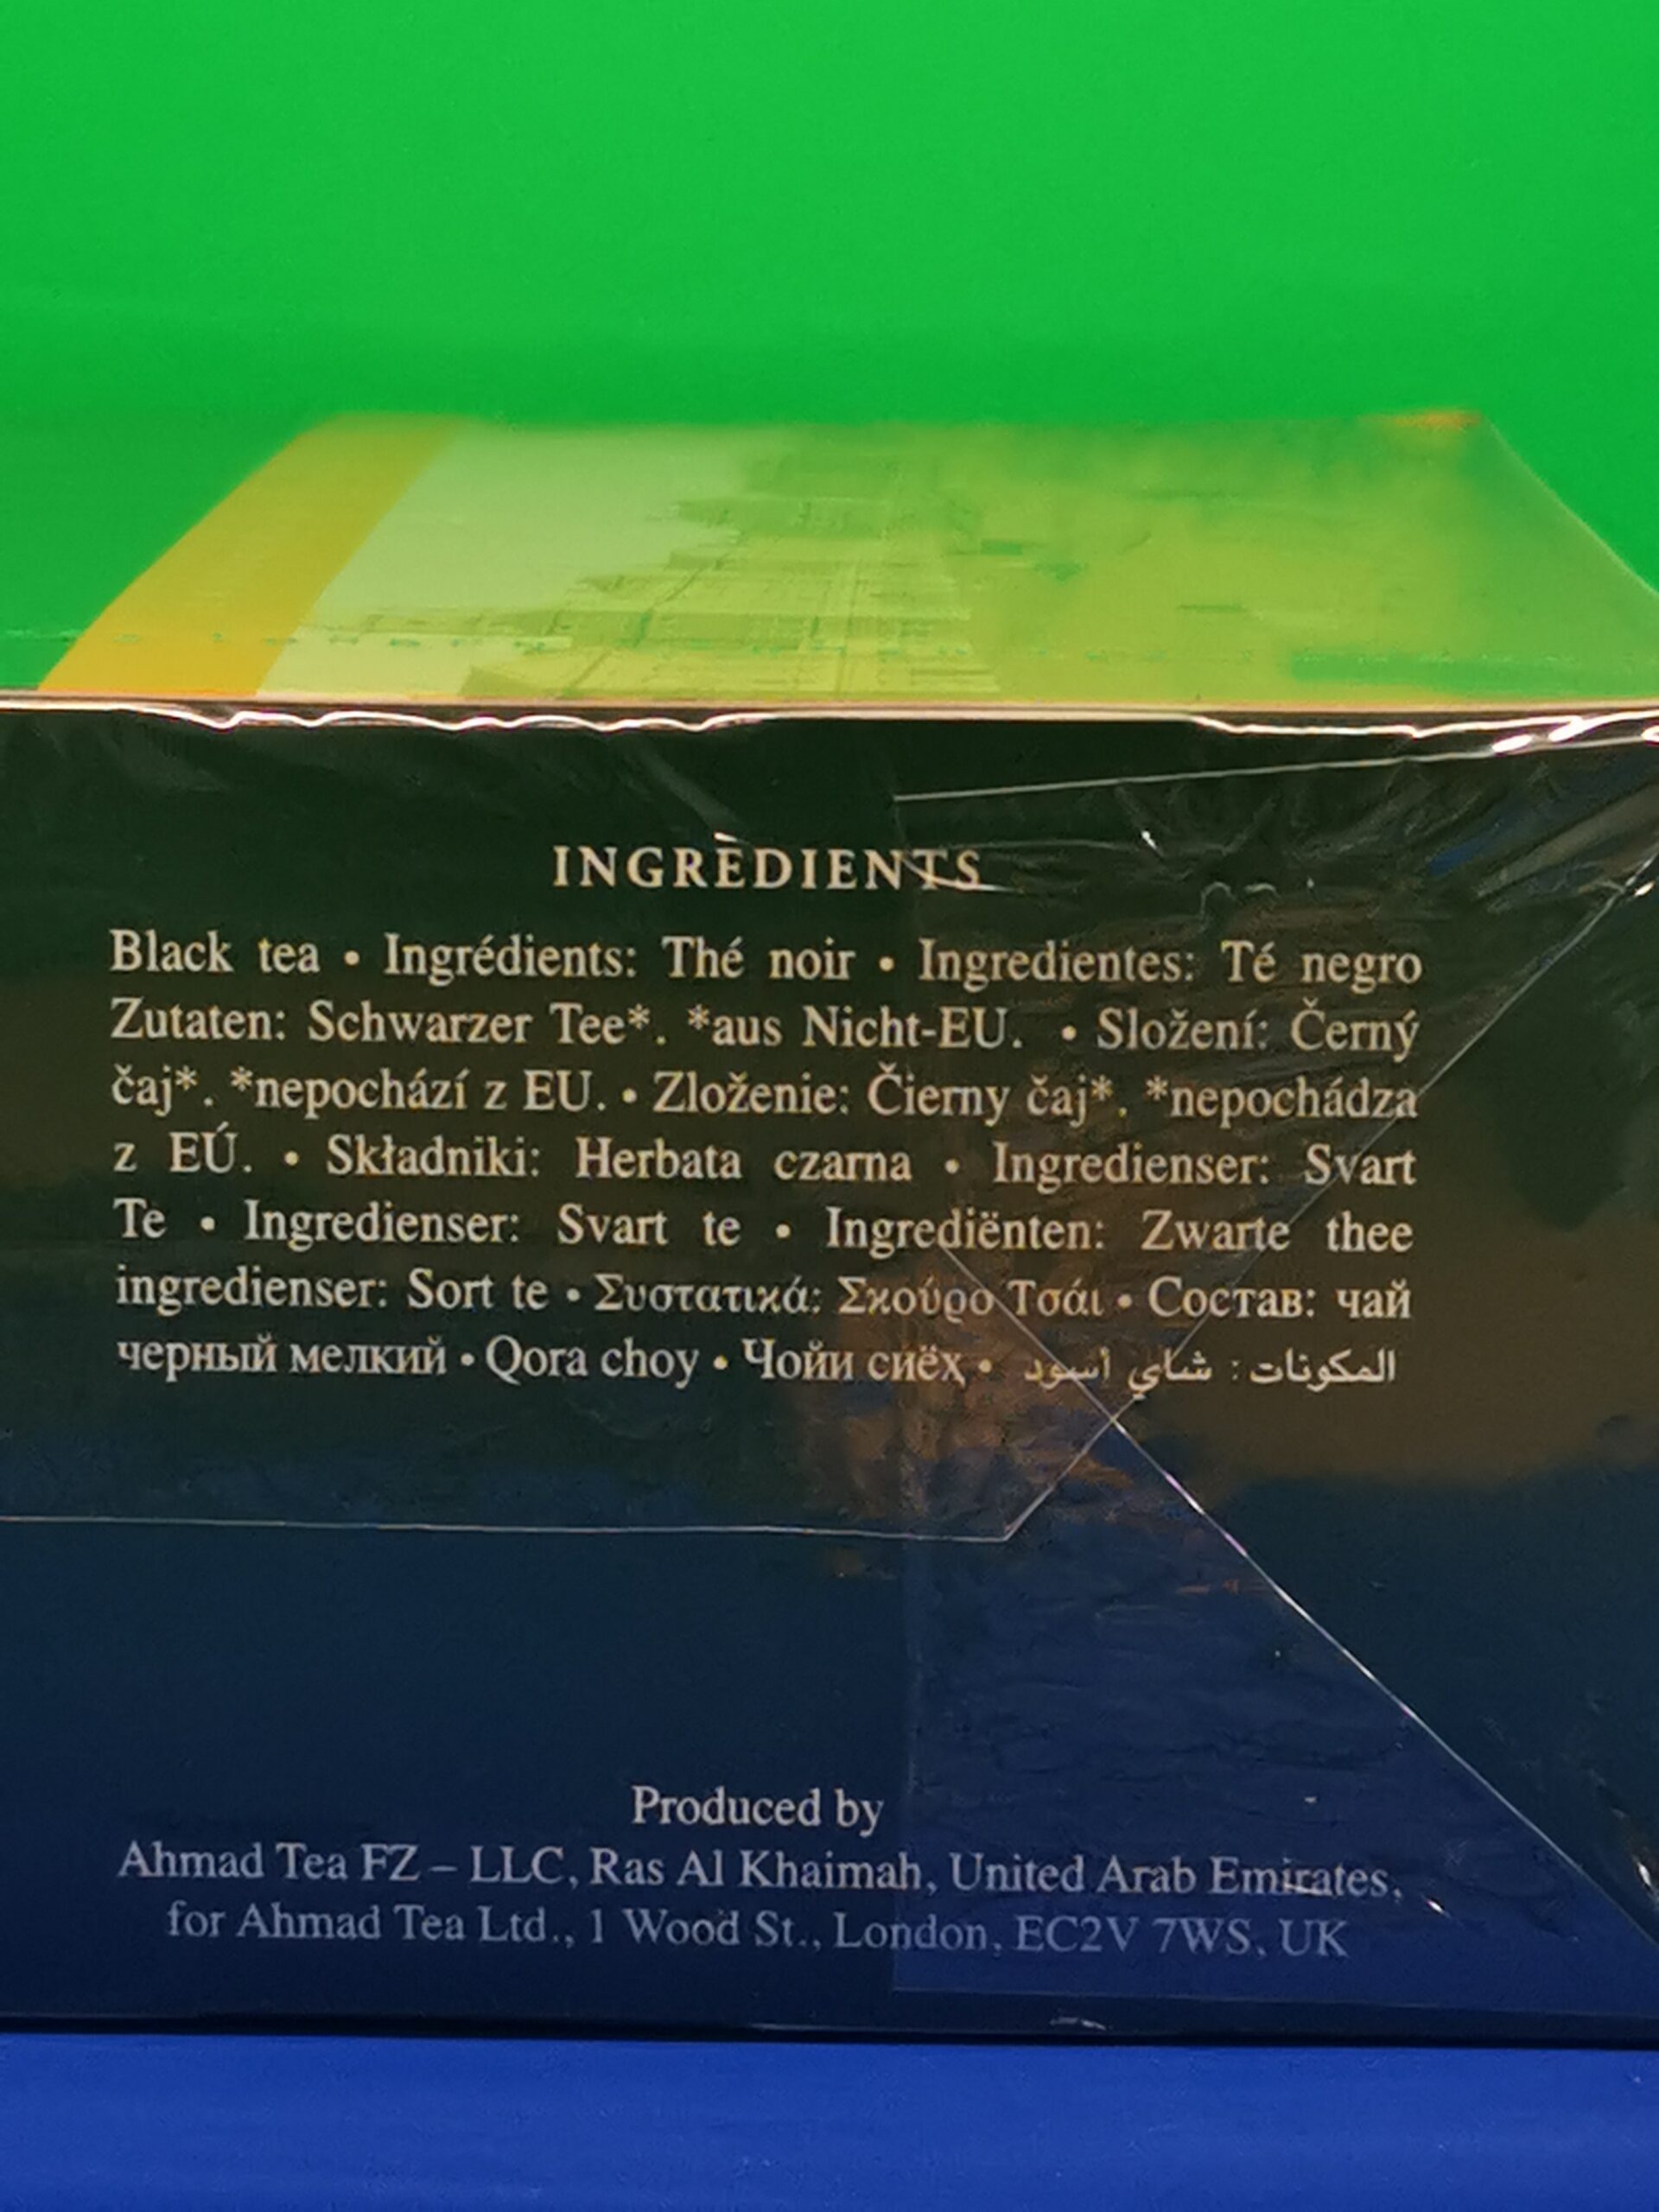 INGREDIENTS
Black tea • Ingrédients: Thé noir • Ingredientes: Té negro
Zutaten: Schwarzer Tee*. *aus Nicht-EU. • Složení: Černý
čaj*. *nepochází z EU. • Zloženie: Čierny čaj*. *nepochádza
z EÚ. • Składniki: Herbata czarna • Ingredienser: Svart
Te • Ingredienser: Svart te • Ingrediënten: Zwarte thee
ingredienser: Sort te • Συστατικά: Σκούρο Τσάι • Состав: чай
черный мелкий • Qora choy • Чойи сиёҳ • المكونات: شاي أسود
Produced by
Ahmad Tea FZ – LLC, Ras Al Khaimah, United Arab Emirates,
for Ahmad Tea Ltd., 1 Wood St., London, EC2V 7WS, UK